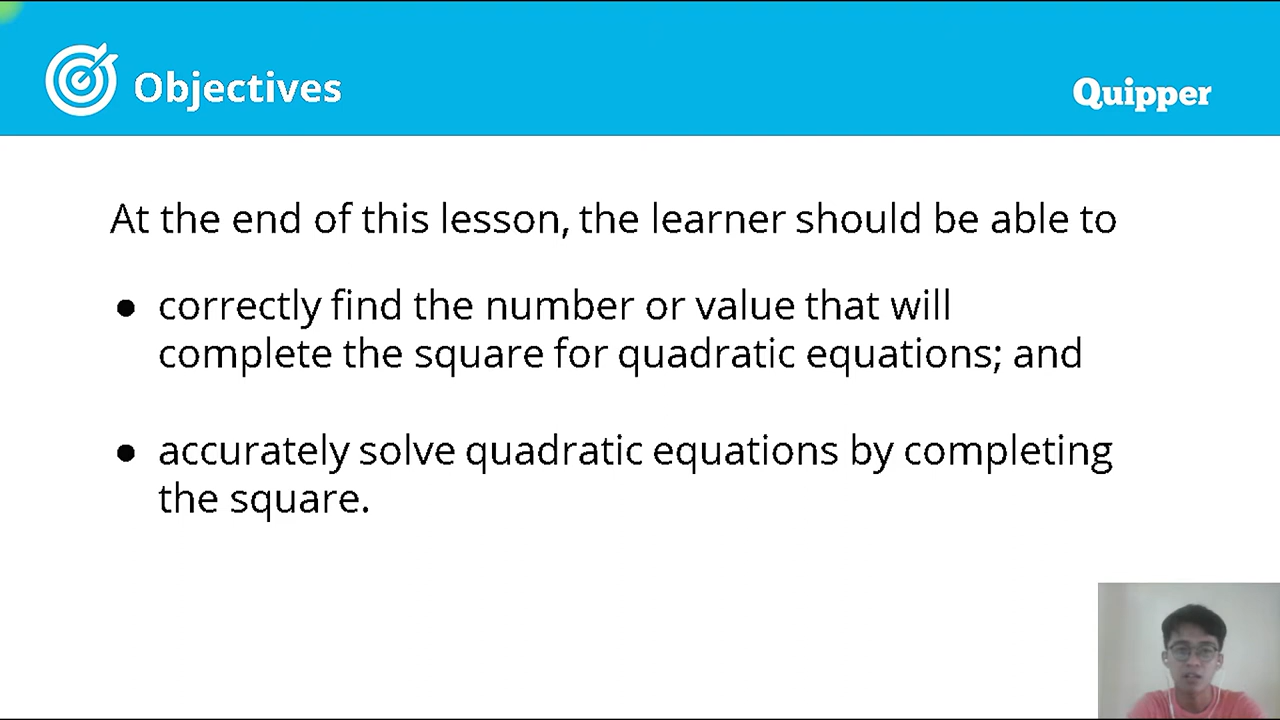 Objectives
Quipper
At the end of this lesson, the learner should be able to
● correctly find the number or value that will
complete the square for quadratic equations; and
● accurately solve quadratic equations by completing
the square.